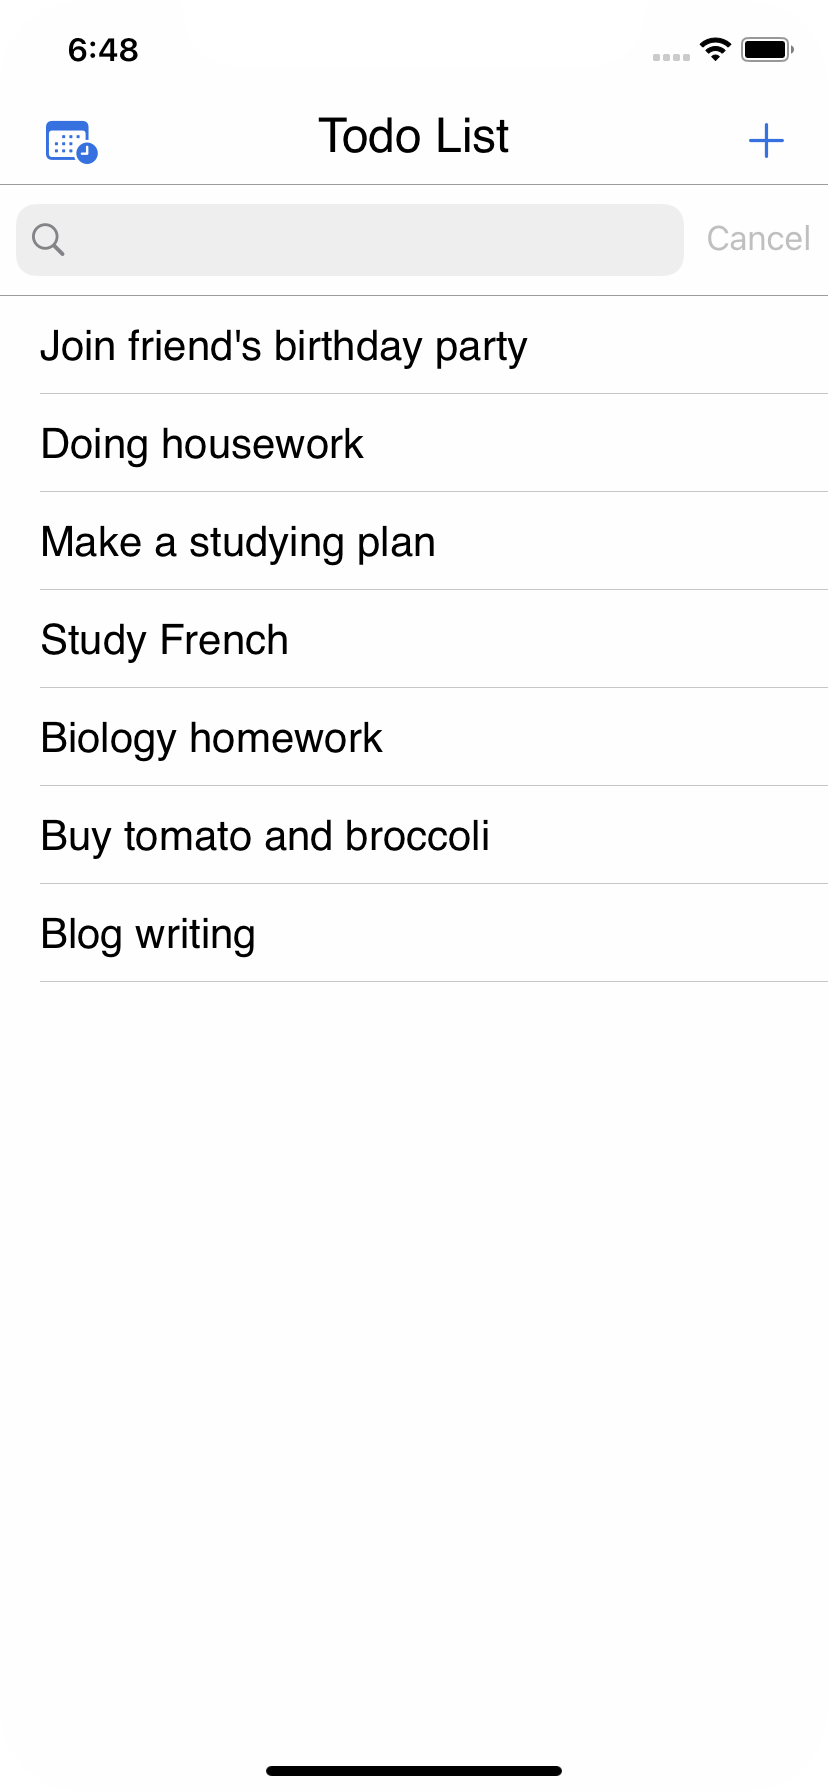 6:48
Todo List
Cancel
Join friend's birthday party
Doing housework
Make a studying plan
Study French
Biology homework
Buy tomato and broccoli
Blog writing